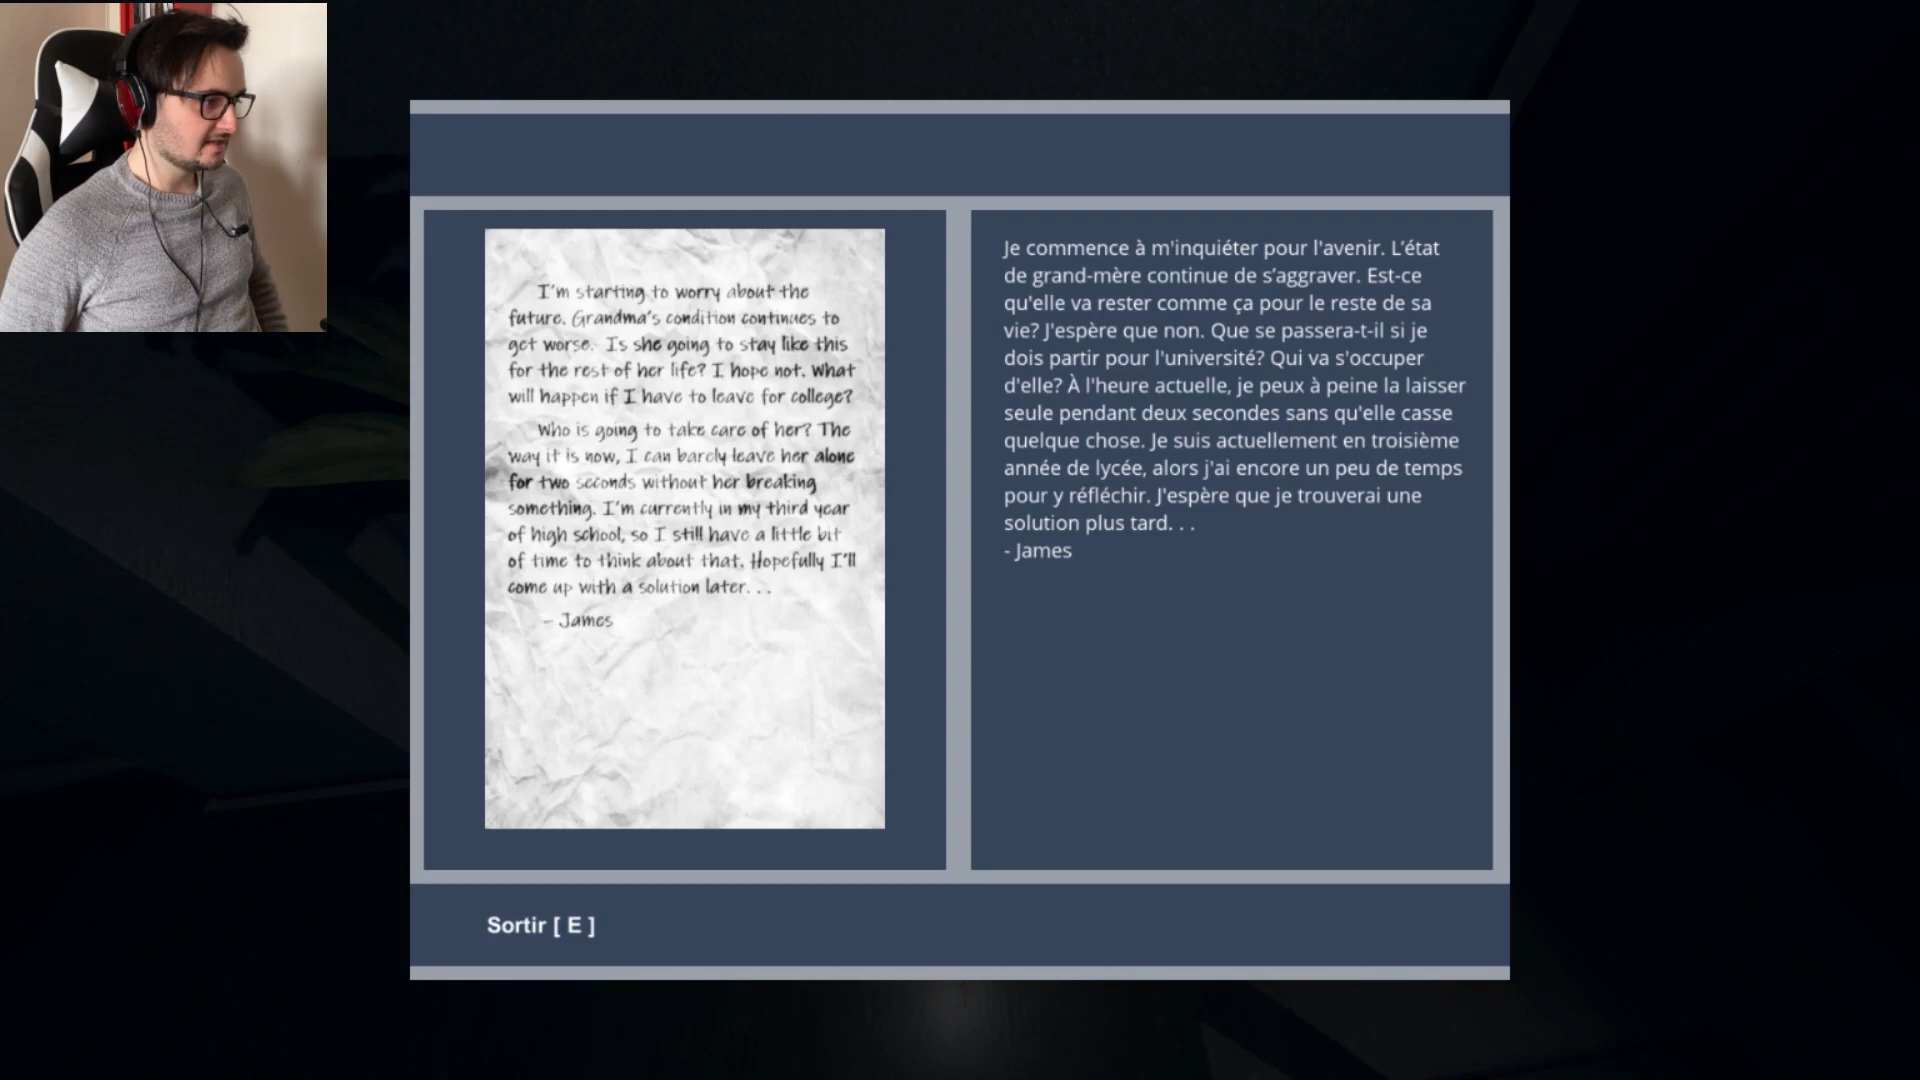 I'm starting to worry about the
future. Grandma's condition continues to
get worse. Is she going to stay like this
for the rest of her life? I hope not. What
will happen if I have to leave for college?
Who is going to take care of her? The
way it is now, I can barely leave her alone
for two seconds without her breaking
something. I'm currently in my third year
of high school, so I still have a little bit
of time to think about that. Hopefully I'll
come up with a solution later. . .
- James
Je commence à m'inquiéter pour l'avenir. L'état
de grand-mère continue de s'aggraver. Est-ce
qu'elle va rester comme ça pour le reste de sa
vie? J'espère que non. Que se passera-t-il si je
dois partir pour l'université? Qui va s'occuper
d'elle? À l'heure actuelle, je peux à peine la laisser
seule pendant deux secondes sans qu'elle casse
quelque chose. Je suis actuellement en troisième
année de lycée, alors j'ai encore un peu de temps
pour y réfléchir. J'espère que je trouverai une
solution plus tard. . .
- James
Sortir [ E ]